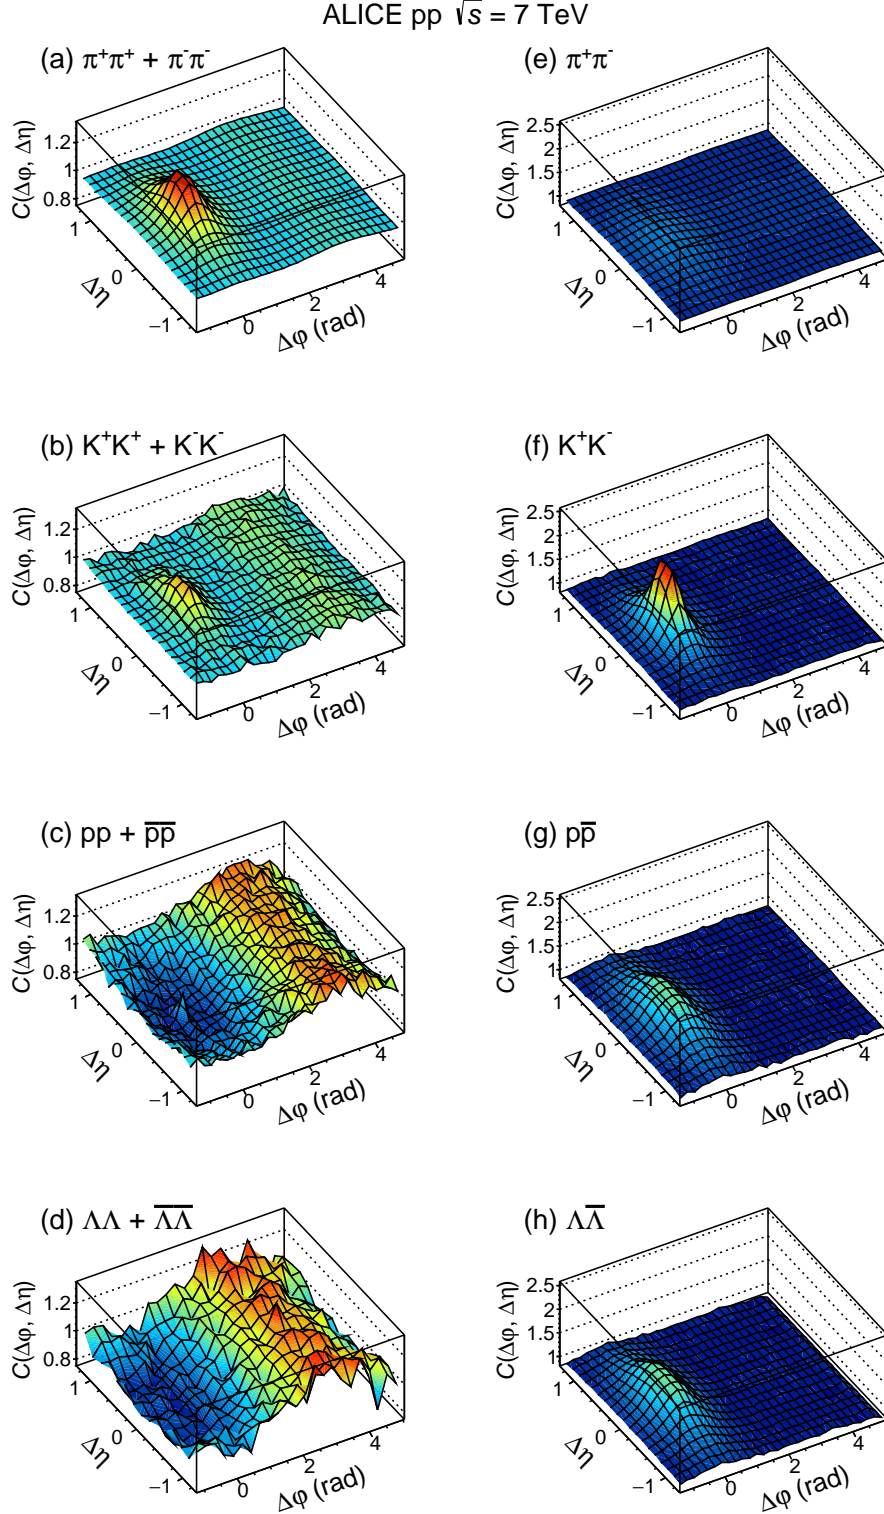 ALICE pp √s = 7 TeV
(a) π⁺π⁺ + π⁻π⁻
C(Δφ, Δη)
1.2
1
0.8
1
0
−1
Δη
0
2
4
Δφ (rad)
(e) π⁺π⁻
C(Δφ, Δη)
2.5
2
1.5
1
1
0
−1
Δη
0
2
4
Δφ (rad)
(b) K⁺K⁺ + K⁻K⁻
C(Δφ, Δη)
1.2
1
0.8
1
0
−1
Δη
0
2
4
Δφ (rad)
(f) K⁺K⁻
C(Δφ, Δη)
2.5
2
1.5
1
1
0
−1
Δη
0
2
4
Δφ (rad)
(c) pp + p̅p̅
C(Δφ, Δη)
1.2
1
0.8
1
0
−1
Δη
0
2
4
Δφ (rad)
(g) pp̅
C(Δφ, Δη)
2.5
2
1.5
1
1
0
−1
Δη
0
2
4
Δφ (rad)
(d) ΛΛ + Λ̅Λ̅
C(Δφ, Δη)
1.2
1
0.8
1
0
−1
Δη
0
2
4
Δφ (rad)
(h) ΛΛ̅
C(Δφ, Δη)
2.5
2
1.5
1
1
0
−1
Δη
0
2
4
Δφ (rad)